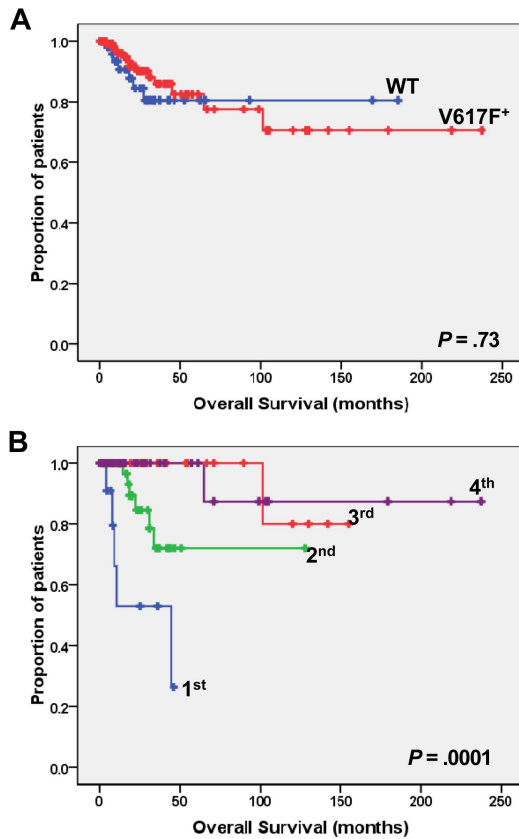 A
Proportion of patients
1.0
0.8
0.6
0.4
0.2
0.0
WT
V617F+
P = .73
0 50 100 150 200 250
Overall Survival (months)
B
Proportion of patients
1.0
0.8
0.6
0.4
0.2
0.0
4th
3rd
2nd
1st
P = .0001
0 50 100 150 200 250
Overall Survival (months)